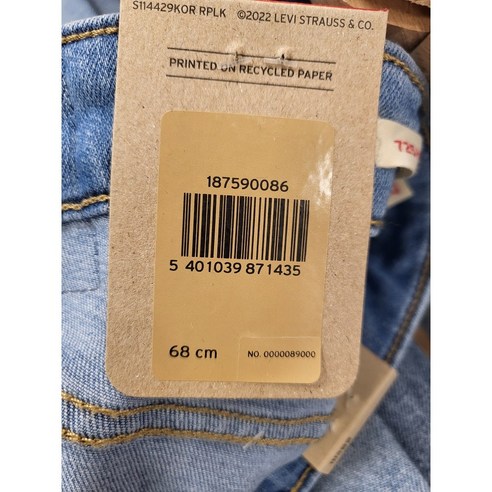 S114429KOR RPLK ©2022 LEVI STRAUSS & CO.
PRINTED ON RECYCLED PAPER
187590086
5 401039 871435
68 cm
NO. 0000089000